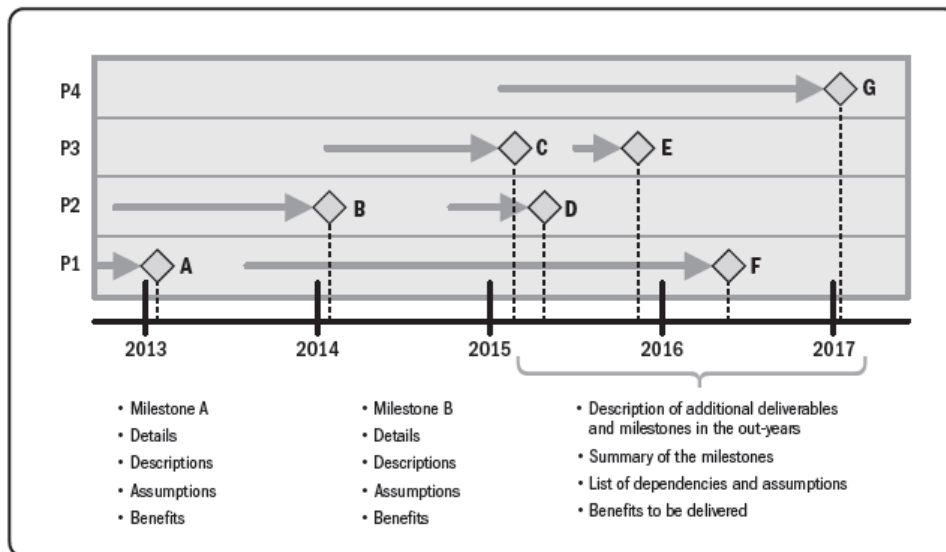 P4
G
P3
C
E
P2
B
D
P1
A
F
2013
2014
2015
2016
2017
• Milestone A
• Details
• Descriptions
• Assumptions
• Benefits
• Milestone B
• Details
• Descriptions
• Assumptions
• Benefits
• Description of additional deliverables
and milestones in the out-years
• Summary of the milestones
• List of dependencies and assumptions
• Benefits to be delivered